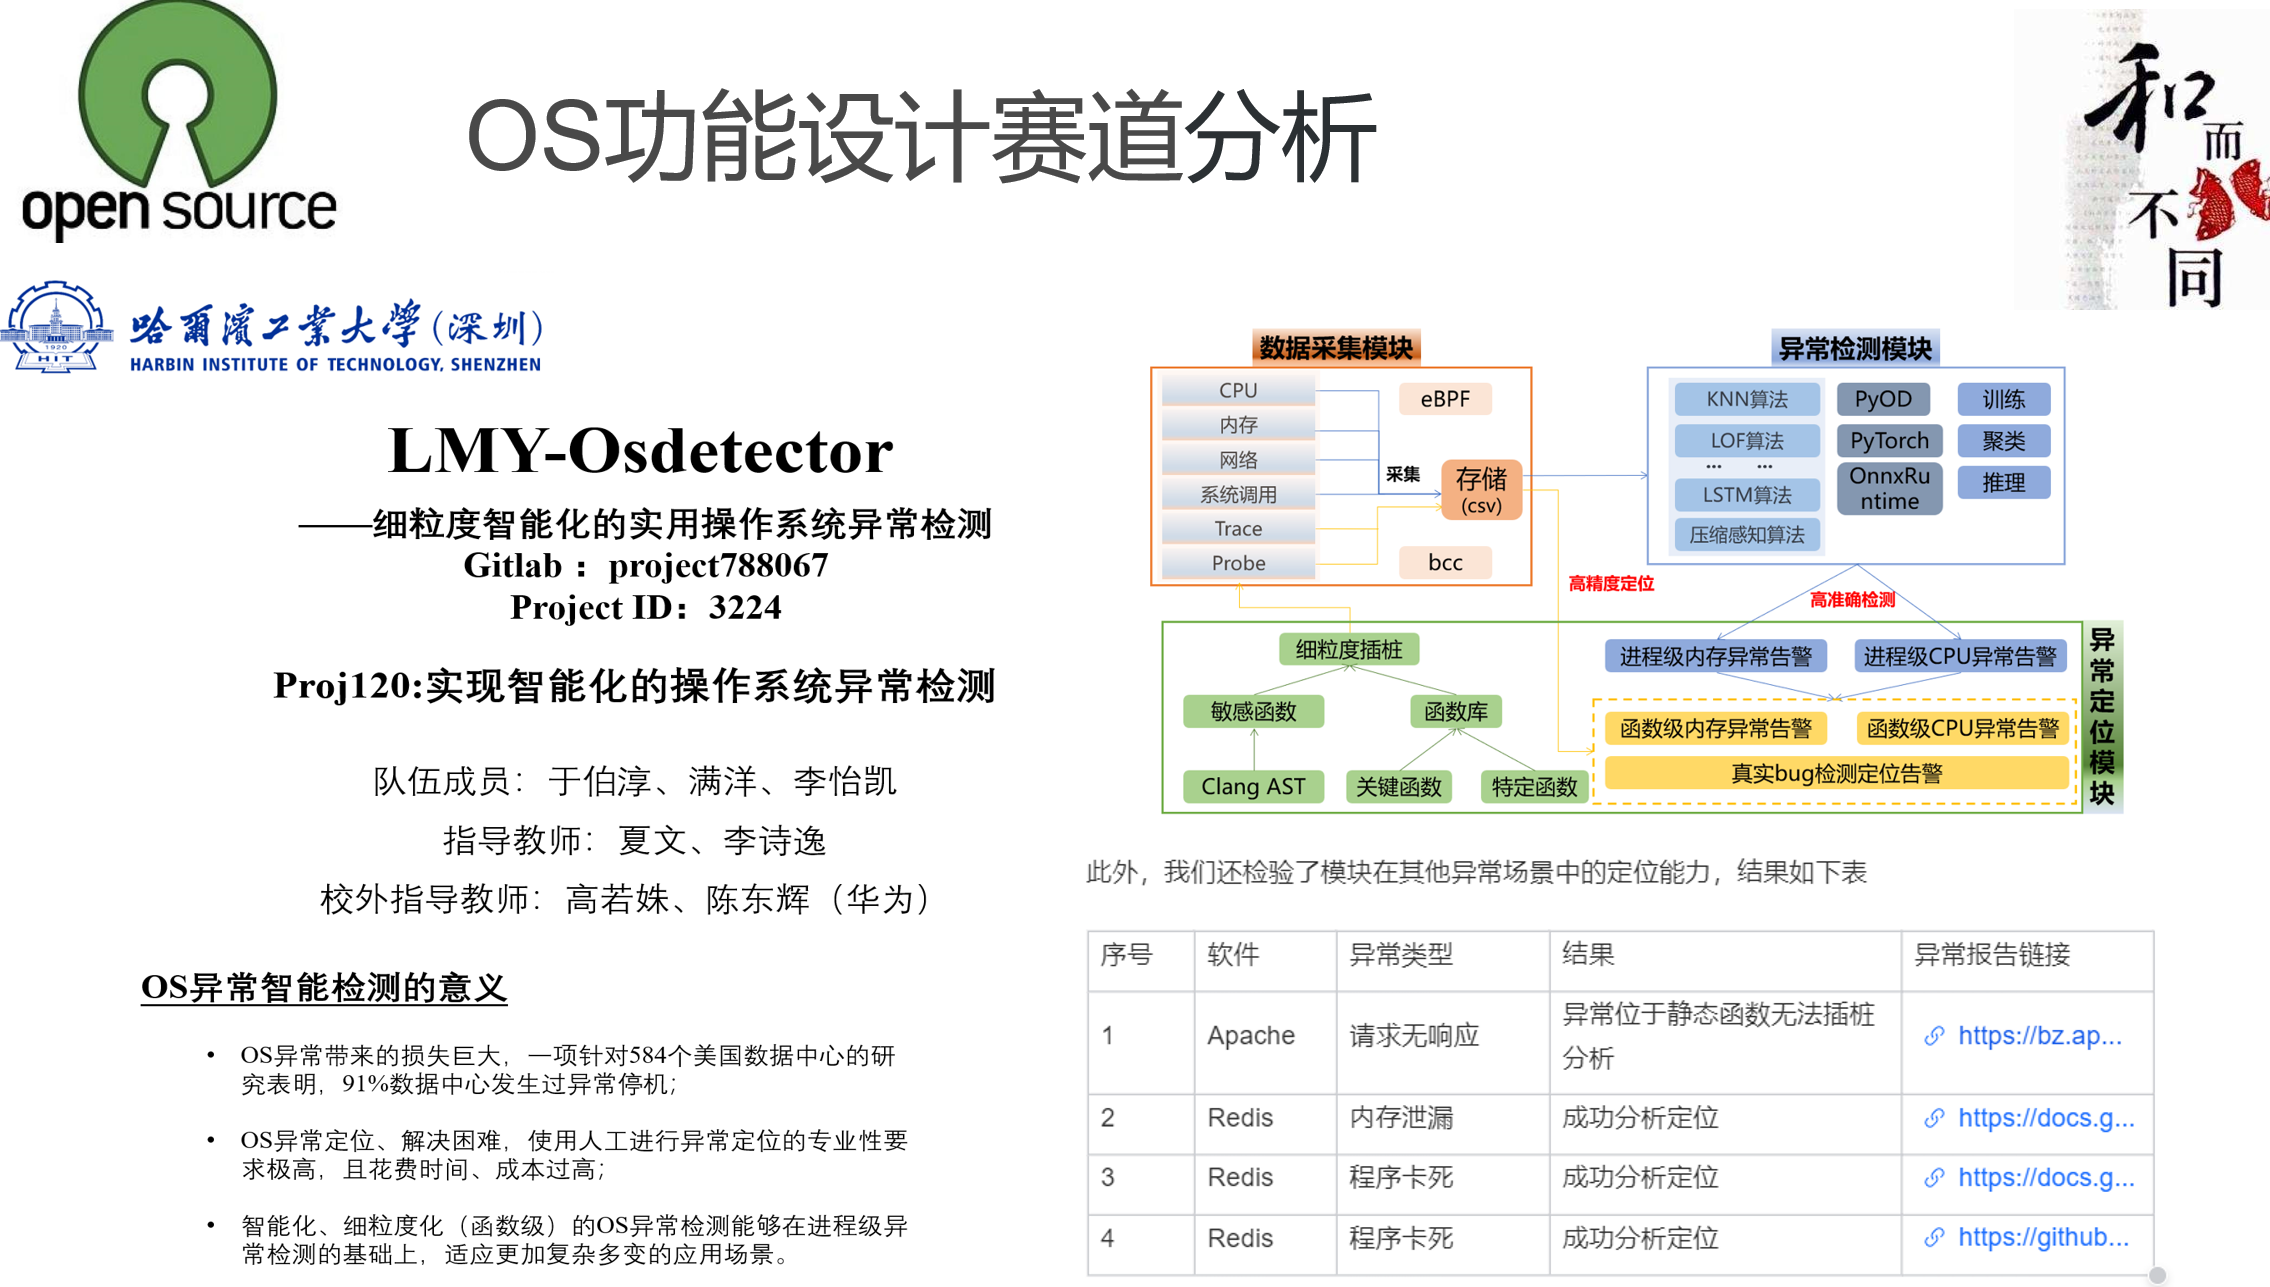 open source
OS功能设计赛道分析
和
而
不
同
哈爾濱工業大學(深圳)
HARBIN INSTITUTE OF TECHNOLOGY, SHENZHEN
1920
HIT
LMY-Osdetector
——细粒度智能化的实用操作系统异常检测
Gitlab ：project788067
Project ID：3224
Proj120:实现智能化的操作系统异常检测
队伍成员：于伯淳、满洋、李怡凯
指导教师：夏文、李诗逸
校外指导教师：高若姝、陈东辉（华为）
OS异常智能检测的意义
• OS异常带来的损失巨大，一项针对584个美国数据中心的研
究表明，91%数据中心发生过异常停机；
• OS异常定位、解决困难，使用人工进行异常定位的专业性要
求极高，且花费时间、成本过高；
• 智能化、细粒度化（函数级）的OS异常检测能够在进程级异
常检测的基础上，适应更加复杂多变的应用场景。
数据采集模块
CPU
内存
网络
系统调用
Trace
Probe
eBPF
采集
存储
(csv)
bcc
异常检测模块
KNN算法
LOF算法
... ...
LSTM算法
压缩感知算法
PyOD
PyTorch
OnnxRu
ntime
训练
聚类
推理
高精度定位
高准确检测
异常定位模块
细粒度插桩
敏感函数
函数库
Clang AST
关键函数
特定函数
进程级内存异常告警
进程级CPU异常告警
函数级内存异常告警
函数级CPU异常告警
真实bug检测定位告警
此外，我们还检验了模块在其他异常场景中的定位能力，结果如下表
序号 软件 异常类型 结果 异常报告链接
1 Apache 请求无响应 异常位于静态函数无法插桩
分析 https://bz.ap...
2 Redis 内存泄漏 成功分析定位 https://docs.g...
3 Redis 程序卡死 成功分析定位 https://docs.g...
4 Redis 程序卡死 成功分析定位 https://github...